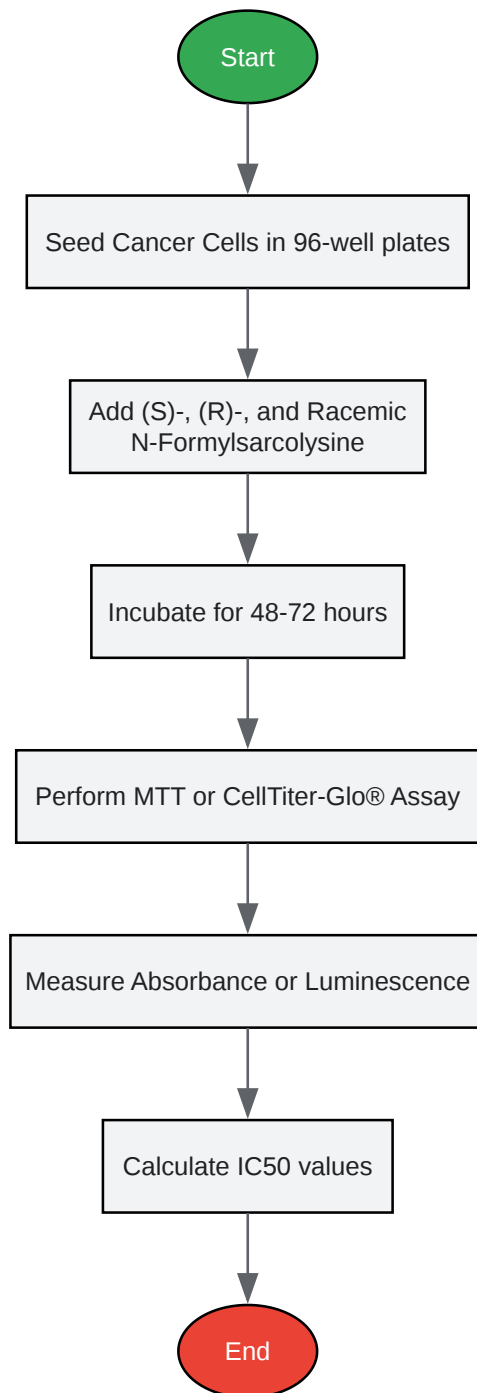 Start
Seed Cancer Cells in 96-well plates
Add (S)-, (R)-, and Racemic
N-Formylsarcolysine
Incubate for 48-72 hours
Perform MTT or CellTiter-Glo® Assay
Measure Absorbance or Luminescence
Calculate IC50 values
End